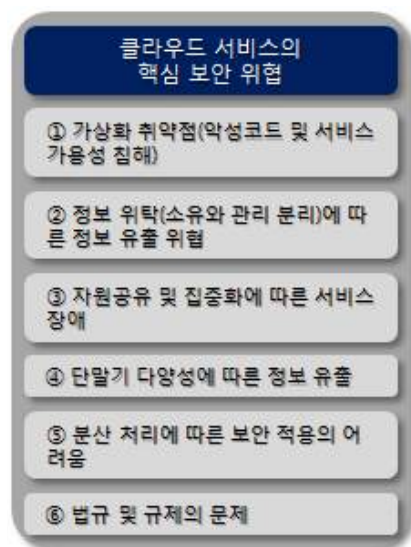 클라우드 서비스의
핵심 보안 위협
① 가상화 취약점(악성코드 및 서비스
가용성 침해)
② 정보 위탁(소유와 관리 분리)에 따
른 정보 유출 위협
③ 자원공유 및 집중화에 따른 서비스
장애
④ 단말기 다양성에 따른 정보 유출
⑤ 분산 처리에 따른 보안 적용의 어
려움
⑥ 법규 및 규제의 문제